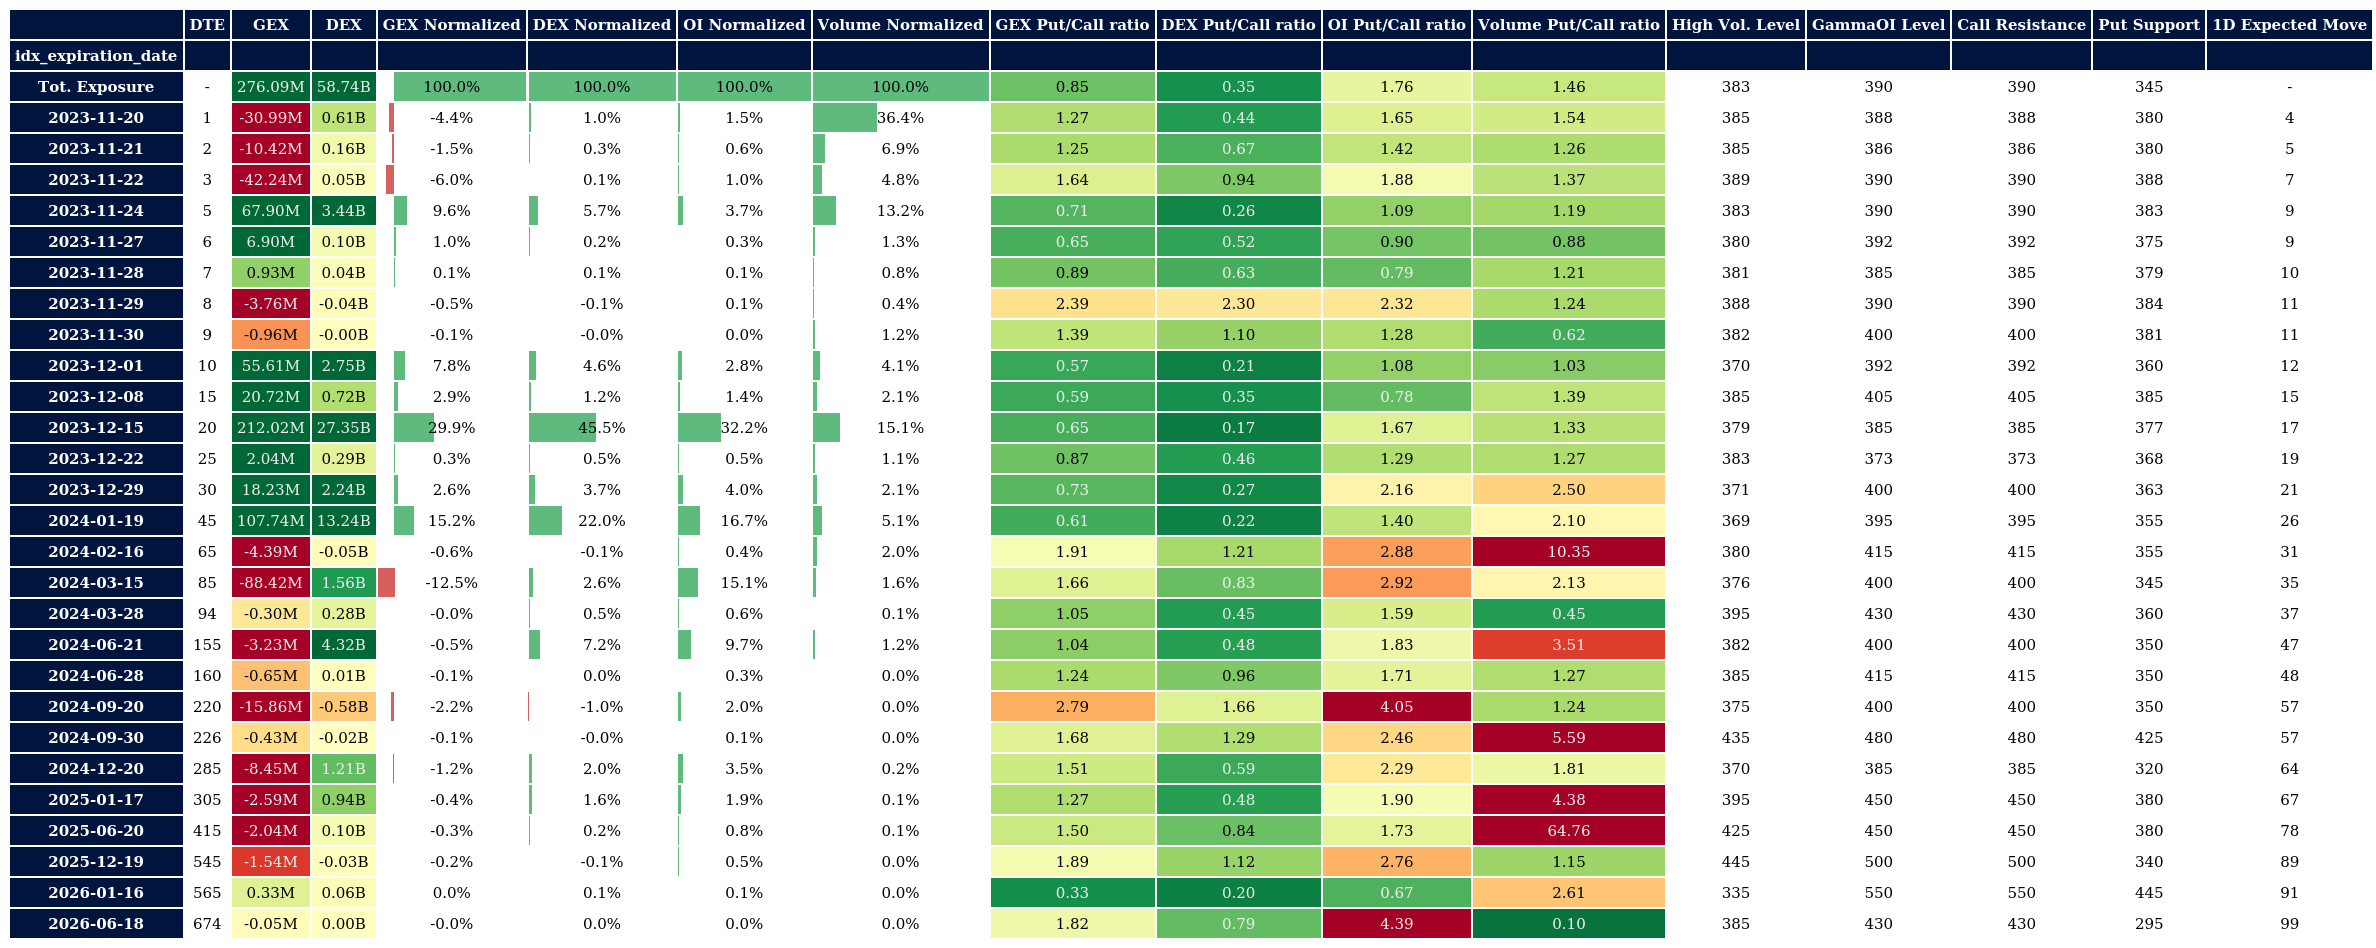 DTE GEX DEX GEX Normalized DEX Normalized OI Normalized Volume Normalized GEX Put/Call ratio DEX Put/Call ratio OI Put/Call ratio Volume Put/Call ratio High Vol. Level GammaOI Level Call Resistance Put Support 1D Expected Move
idx_expiration_date
Tot. Exposure - 276.09M 58.74B 100.0% 100.0% 100.0% 100.0% 0.85 0.35 1.76 1.46 383 390 390 345 -
2023-11-20 1 -30.99M 0.61B -4.4% 1.0% 1.5% 36.4% 1.27 0.44 1.65 1.54 385 388 388 380 4
2023-11-21 2 -10.42M 0.16B -1.5% 0.3% 0.6% 6.9% 1.25 0.67 1.42 1.26 385 386 386 380 5
2023-11-22 3 -42.24M 0.05B -6.0% 0.1% 1.0% 4.8% 1.64 0.94 1.88 1.37 389 390 390 388 7
2023-11-24 5 67.90M 3.44B 9.6% 5.7% 3.7% 13.2% 0.71 0.26 1.09 1.19 383 390 390 383 9
2023-11-27 6 6.90M 0.10B 1.0% 0.2% 0.3% 1.3% 0.65 0.52 0.90 0.88 380 392 392 375 9
2023-11-28 7 0.93M 0.04B 0.1% 0.1% 0.1% 0.8% 0.89 0.63 0.79 1.21 381 385 385 379 10
2023-11-29 8 -3.76M -0.04B -0.5% -0.1% 0.1% 0.4% 2.39 2.30 2.32 1.24 388 390 390 384 11
2023-11-30 9 -0.96M -0.00B -0.1% -0.0% 0.0% 1.2% 1.39 1.10 1.28 0.62 382 400 400 381 11
2023-12-01 10 55.61M 2.75B 7.8% 4.6% 2.8% 4.1% 0.57 0.21 1.08 1.03 370 392 392 360 12
2023-12-08 15 20.72M 0.72B 2.9% 1.2% 1.4% 2.1% 0.59 0.35 0.78 1.39 385 405 405 385 15
2023-12-15 20 212.02M 27.35B 29.9% 45.5% 32.2% 15.1% 0.65 0.17 1.67 1.33 379 385 385 377 17
2023-12-22 25 2.04M 0.29B 0.3% 0.5% 0.5% 1.1% 0.87 0.46 1.29 1.27 383 373 373 368 19
2023-12-29 30 18.23M 2.24B 2.6% 3.7% 4.0% 2.1% 0.73 0.27 2.16 2.50 371 400 400 363 21
2024-01-19 45 107.74M 13.24B 15.2% 22.0% 16.7% 5.1% 0.61 0.22 1.40 2.10 369 395 395 355 26
2024-02-16 65 -4.39M -0.05B -0.6% -0.1% 0.4% 2.0% 1.91 1.21 2.88 10.35 380 415 415 355 31
2024-03-15 85 -88.42M 1.56B -12.5% 2.6% 15.1% 1.6% 1.66 0.83 2.92 2.13 376 400 400 345 35
2024-03-28 94 -0.30M 0.28B -0.0% 0.5% 0.6% 0.1% 1.05 0.45 1.59 0.45 395 430 430 360 37
2024-06-21 155 -3.23M 4.32B -0.5% 7.2% 9.7% 1.2% 1.04 0.48 1.83 3.51 382 400 400 350 47
2024-06-28 160 -0.65M 0.01B -0.1% 0.0% 0.3% 0.0% 1.24 0.96 1.71 1.27 385 415 415 350 48
2024-09-20 220 -15.86M -0.58B -2.2% -1.0% 2.0% 0.0% 2.79 1.66 4.05 1.24 375 400 400 350 57
2024-09-30 226 -0.43M -0.02B -0.1% -0.0% 0.1% 0.0% 1.68 1.29 2.46 5.59 435 480 480 425 57
2024-12-20 285 -8.45M 1.21B -1.2% 2.0% 3.5% 0.2% 1.51 0.59 2.29 1.81 370 385 385 320 64
2025-01-17 305 -2.59M 0.94B -0.4% 1.6% 1.9% 0.1% 1.27 0.48 1.90 4.38 395 450 450 380 67
2025-06-20 415 -2.04M 0.10B -0.3% 0.2% 0.8% 0.1% 1.50 0.84 1.73 64.76 425 450 450 380 78
2025-12-19 545 -1.54M -0.03B -0.2% -0.1% 0.5% 0.0% 1.89 1.12 2.76 1.15 445 500 500 340 89
2026-01-16 565 0.33M 0.06B 0.0% 0.1% 0.1% 0.0% 0.33 0.20 0.67 2.61 335 550 550 445 91
2026-06-18 674 -0.05M 0.00B -0.0% 0.0% 0.0% 0.0% 1.82 0.79 4.39 0.10 385 430 430 295 99